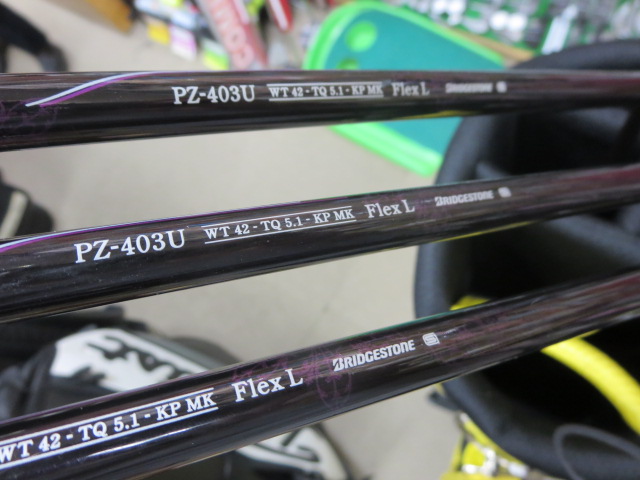 PZ-403U WT 42 - TQ 5.1 - KP MK Flex L BRIDGESTONE
PZ-403U WT 42 - TQ 5.1 - KP MK Flex L BRIDGESTONE
WT 42 - TQ 5.1 - KP MK Flex L BRIDGESTONE